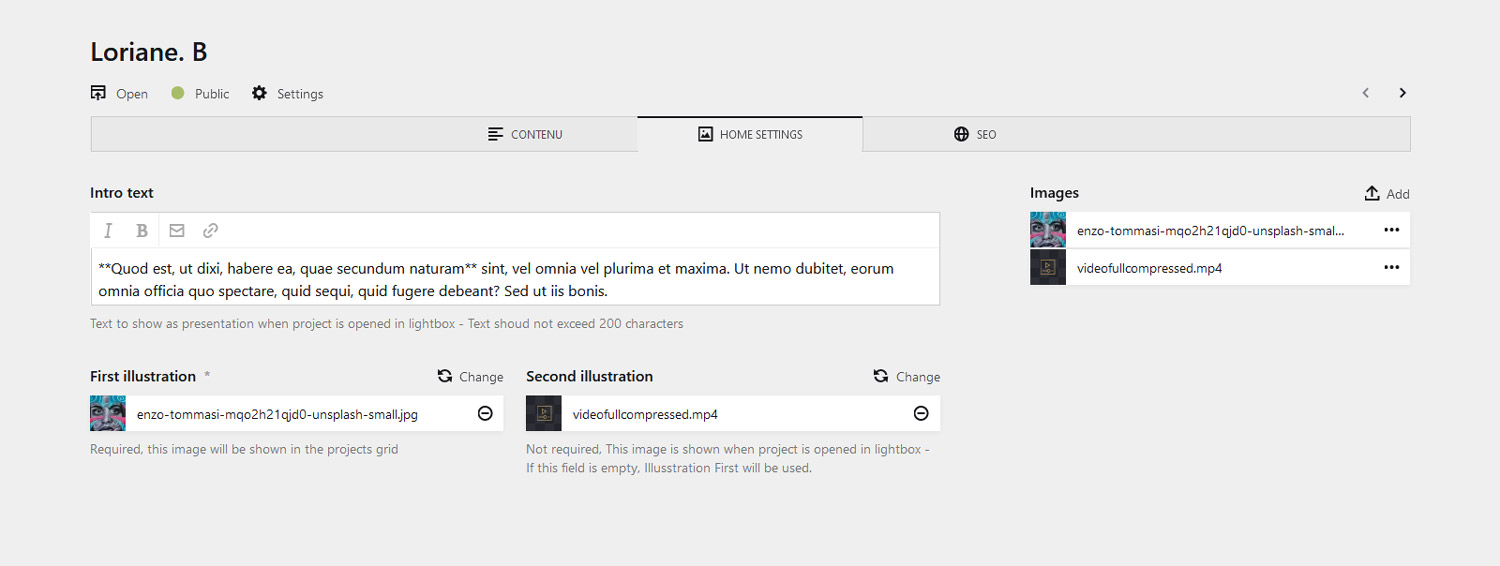 Loriane. B
Open Public Settings
CONTENU HOME SETTINGS SEO
Intro text
I B
**Quod est, ut dixi, habere ea, quae secundum naturam** sint, vel omnia vel plurima et maxima. Ut nemo dubitet, eorum
omnia officia quo spectare, quid sequi, quid fugere debeant? Sed ut iis bonis.
Text to show as presentation when project is opened in lightbox - Text shoud not exceed 200 characters
First illustration * Change
enzo-tommasi-mqo2h21qjd0-unsplash-small.jpg
Required, this image will be shown in the projects grid
Second illustration Change
videofullcompressed.mp4
Not required, This image is shown when project is opened in lightbox -
If this field is empty, Illusstration First will be used.
Images Add
enzo-tommasi-mqo2h21qjd0-unsplash-smal...
videofullcompressed.mp4